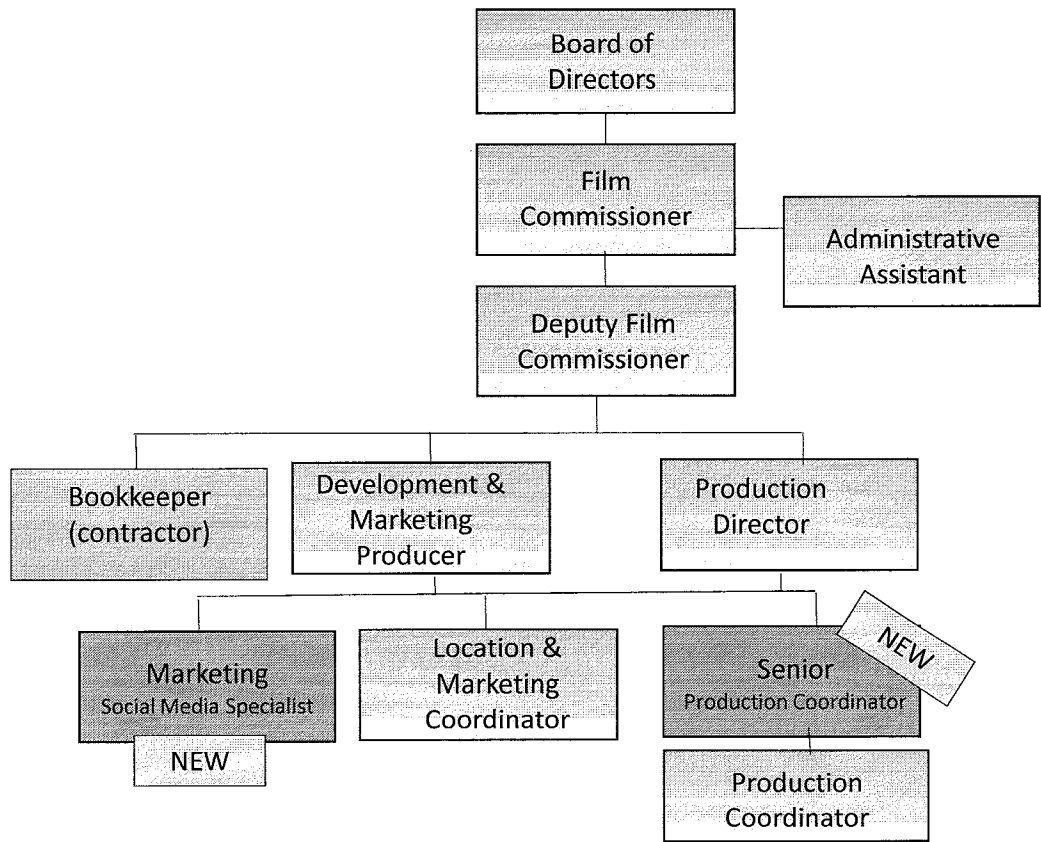 Board of
Directors
Film
Commissioner
Administrative
Assistant
Deputy Film
Commissioner
Bookkeeper
(contractor)
Development &
Marketing
Producer
Production
Director
Marketing
Social Media Specialist
NEW
Location &
Marketing
Coordinator
Senior
Production Coordinator
NEW
Production
Coordinator